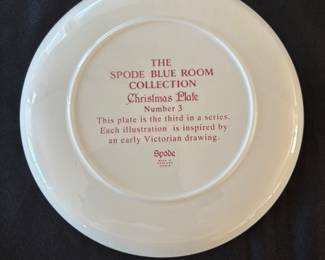 THE
SPODE BLUE ROOM
COLLECTION
Christmas Plate
Number 3
This plate is the third in a series.
Each illustration is inspired by
an early Victorian drawing.
Spode